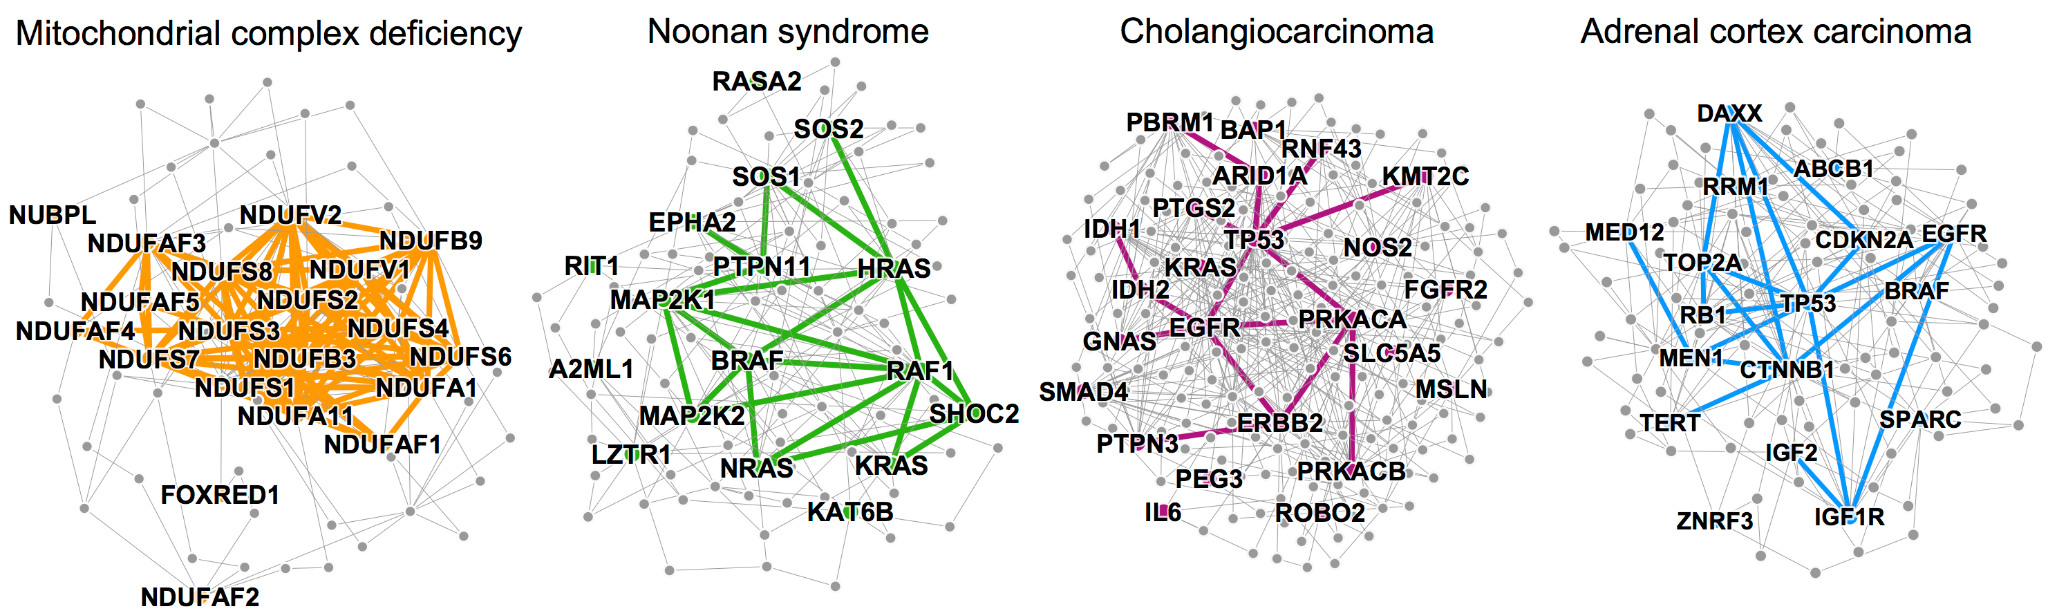 Mitochondrial complex deficiency
NUBPL
NDUFV2
NDUFAF3
NDUFB9
NDUFS8
NDUFV1
NDUFAF5
NDUFS2
NDUFAF4
NDUFS3
NDUFS4
NDUFS7
NDUFB3
NDUFS6
NDUFS1
NDUFA1
NDUFA11
NDUFAF1
FOXRED1
NDUFAF2
Noonan syndrome
RASA2
SOS2
SOS1
EPHA2
RIT1
PTPN11
HRAS
MAP2K1
A2ML1
BRAF
RAF1
MAP2K2
SHOC2
LZTR1
NRAS
KRAS
KAT6B
Cholangiocarcinoma
PBRM1
BAP1
RNF43
ARID1A
KMT2C
PTGS2
IDH1
TP53
NOS2
KRAS
IDH2
FGFR2
GNAS
EGFR
PRKACA
SLC5A5
SMAD4
MSLN
ERBB2
PTPN3
PEG3
PRKACB
IL6
ROBO2
Adrenal cortex carcinoma
DAXX
ABCB1
RRM1
MED12
CDKN2A
EGFR
TOP2A
BRAF
RB1
TP53
MEN1
CTNNB1
TERT
SPARC
IGF2
ZNRF3
IGF1R